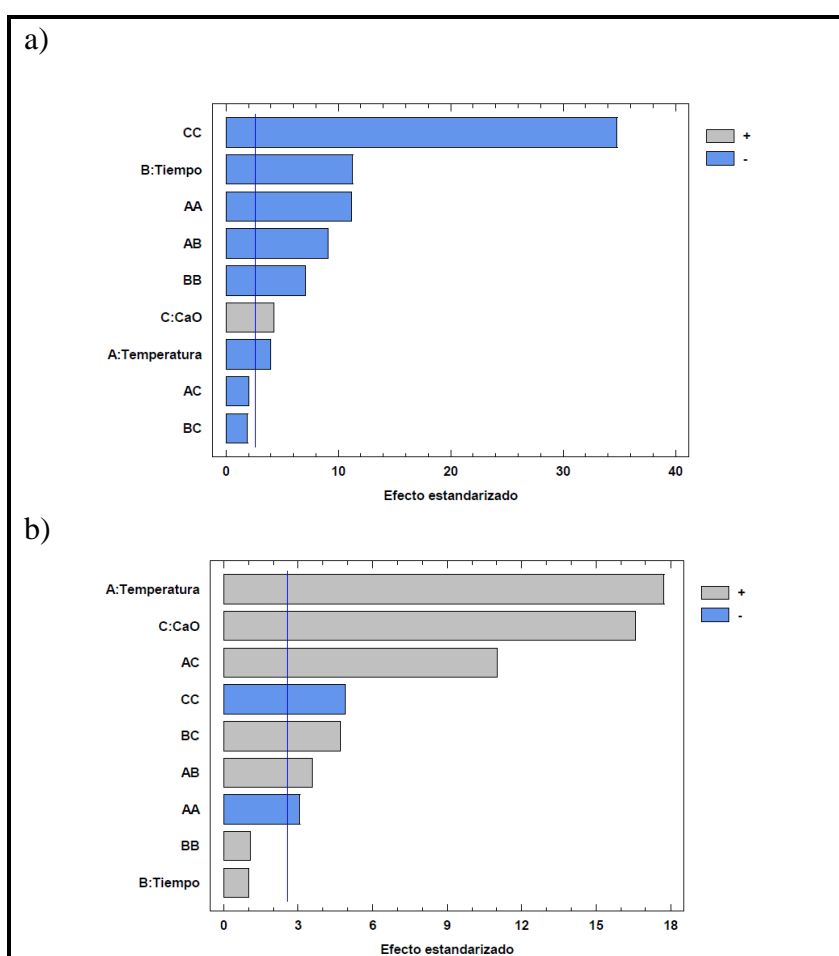 a)
CC
B:Tiempo
AA
AB
BB
C:CaO
A:Temperatura
AC
BC
+
-
0 10 20 30 40
Efecto estandarizado
b)
A:Temperatura
C:CaO
AC
CC
BC
AB
AA
BB
B:Tiempo
+
-
0 3 6 9 12 15 18
Efecto estandarizado